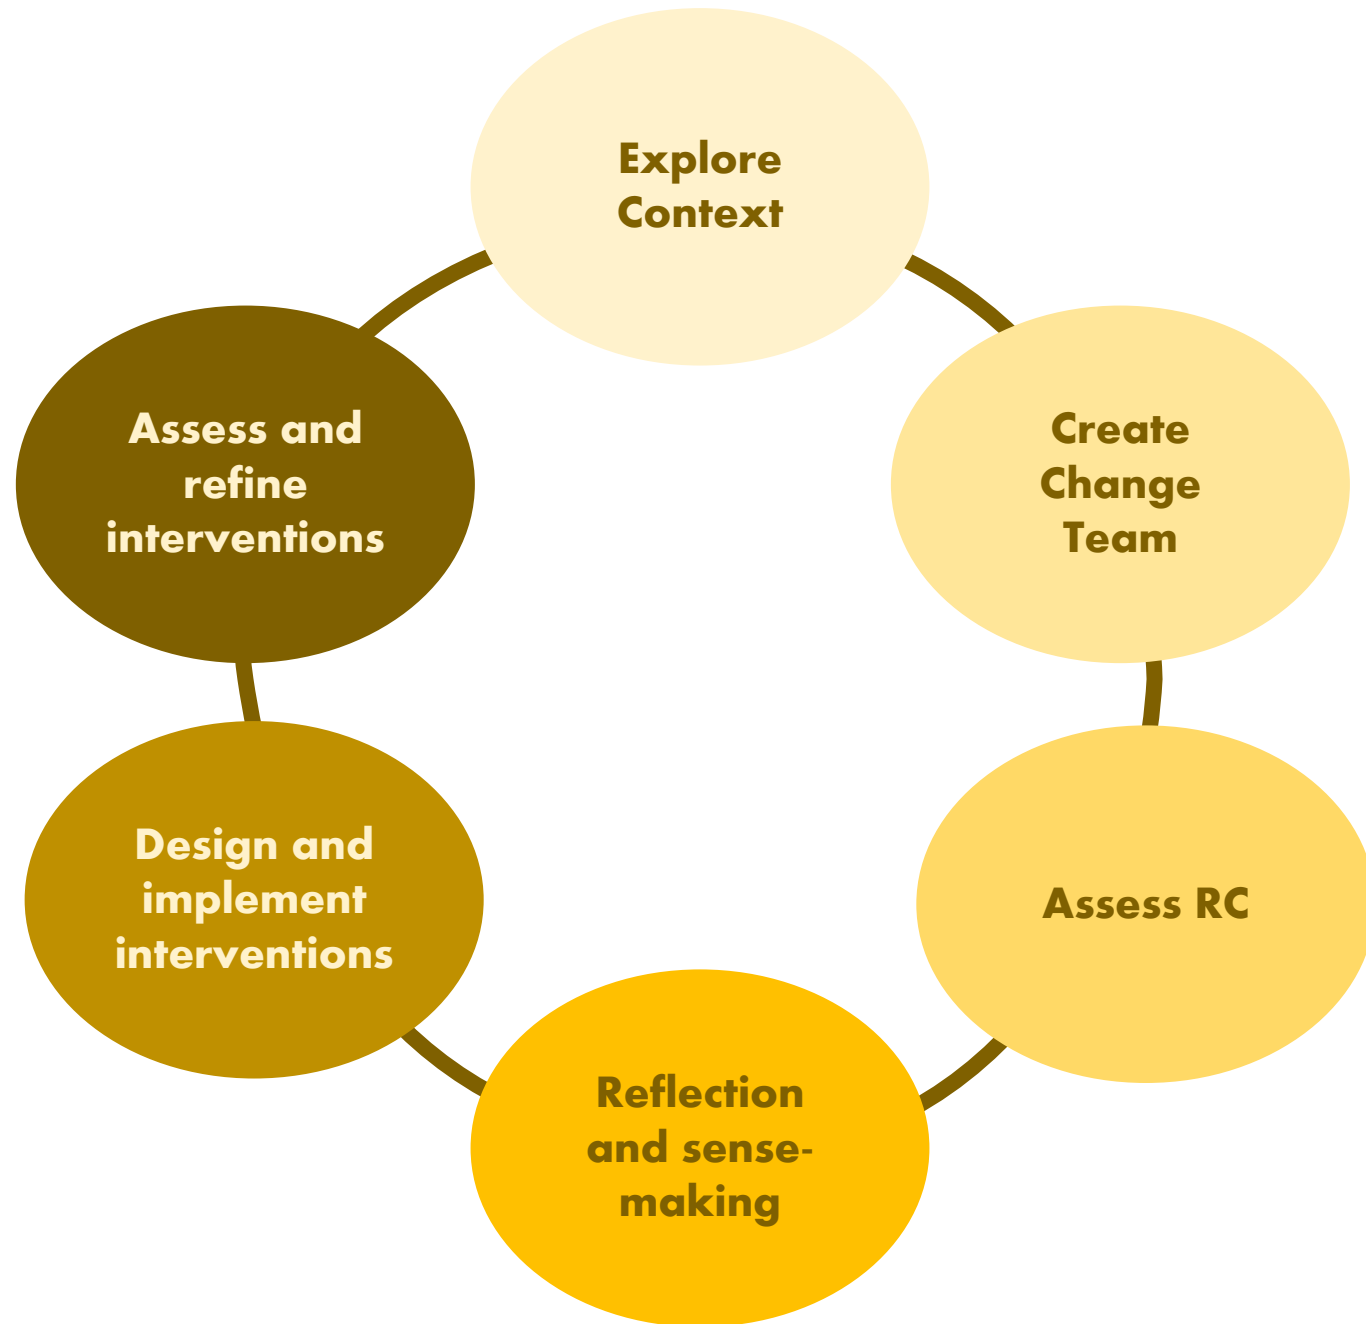 Explore
Context
Create
Change
Team
Assess RC
Reflection
and sense-
making
Design and
implement
interventions
Assess and
refine
interventions